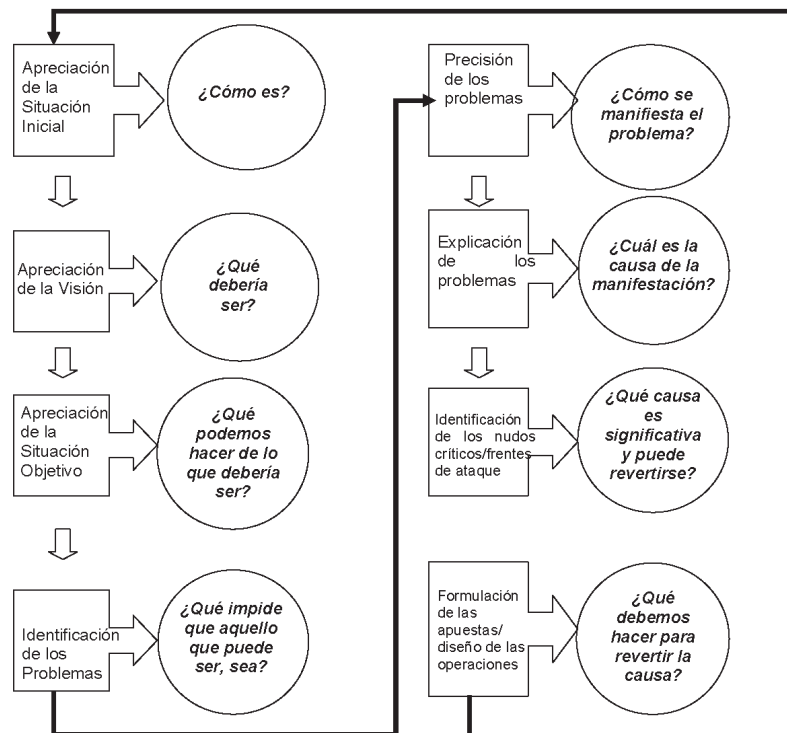 Apreciación
de la
Situación
Inicial
¿Cómo es?
Apreciación
de la Visión
¿Qué
debería
ser?
Apreciación
de la
Situación
Objetivo
¿Qué
podemos
hacer de lo
que debería
ser?
Identificación
de los
Problemas
¿Qué impide
que aquello
que puede
ser, sea?
Precisión
de los
problemas
¿Cómo se
manifiesta el
problema?
Explicación
de los
problemas
¿Cuál es la
causa de la
manifestación?
Identificación
de los nudos
críticos/frentes
de ataque
¿Qué causa
es
significativa
y puede
revertirse?
Formulación
de las
apuestas/
diseño de las
operaciones
¿Qué
debemos
hacer para
revertir la
causa?